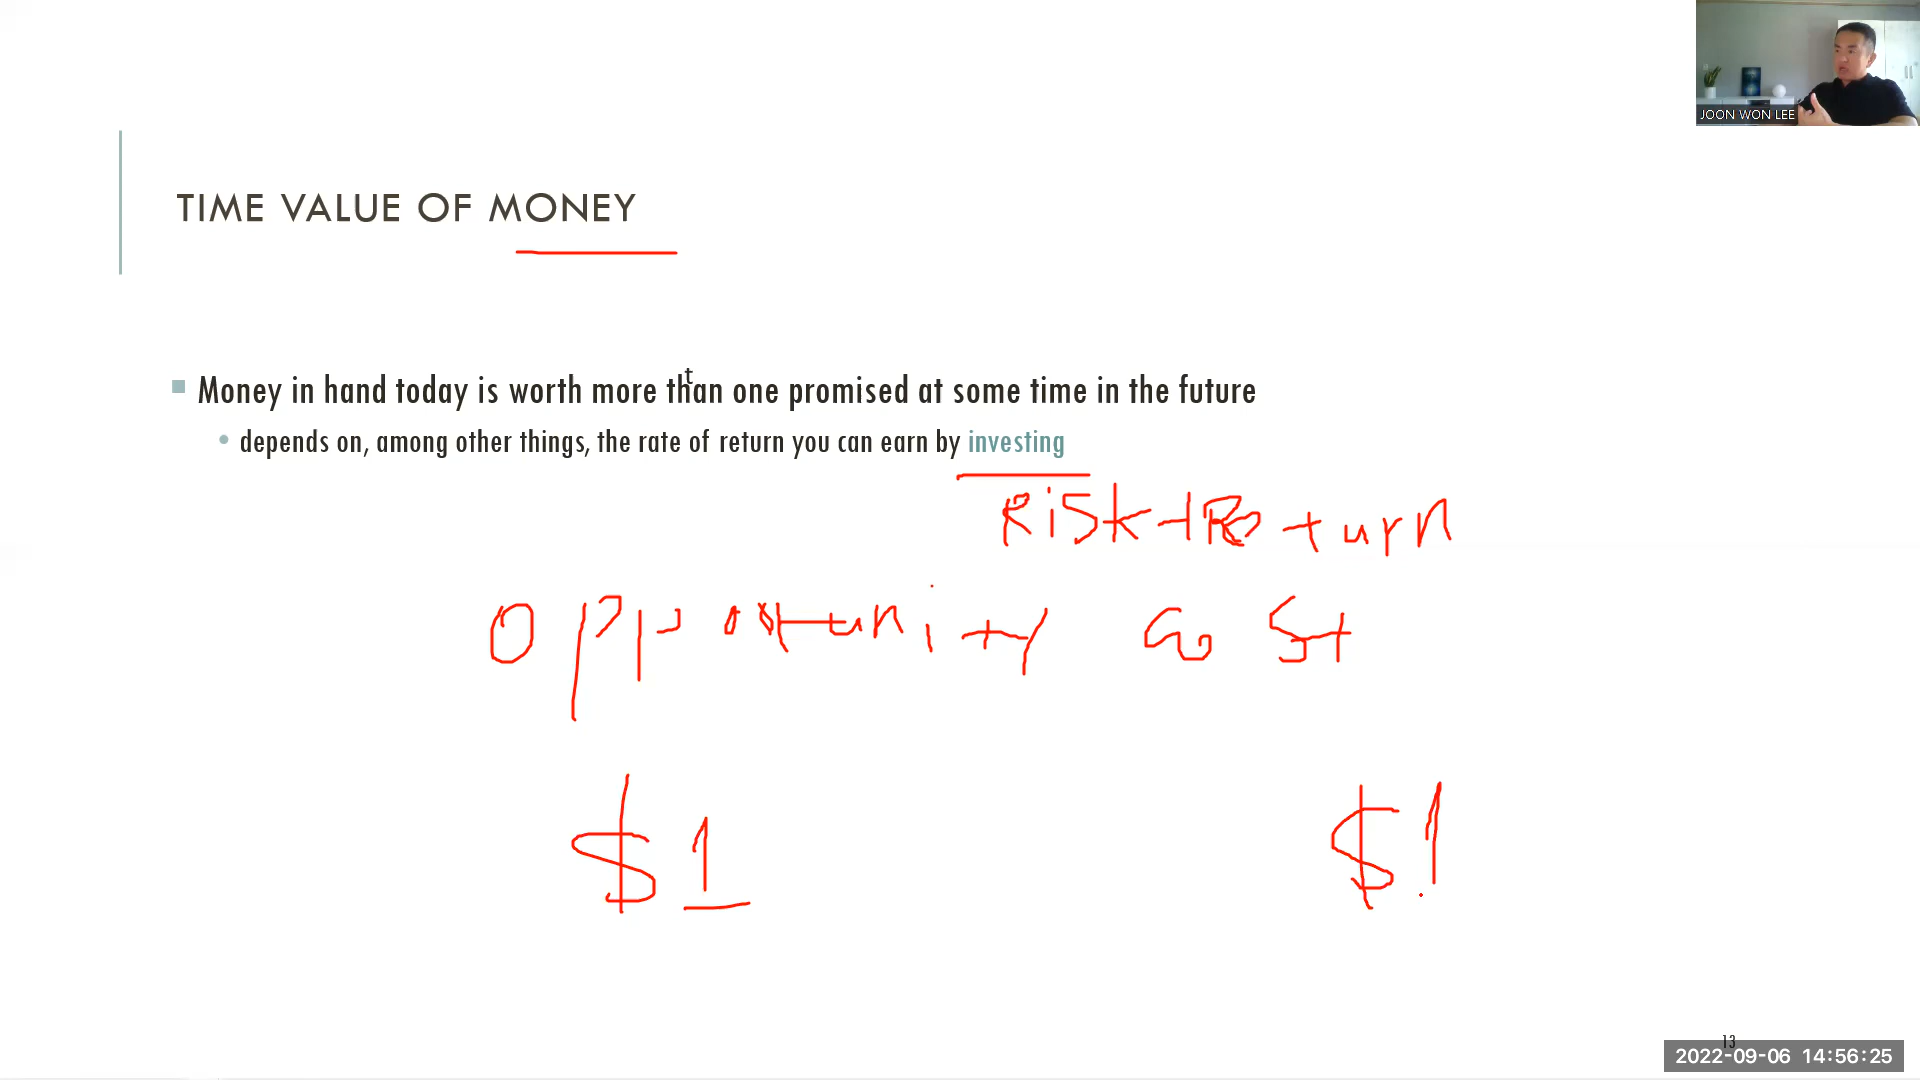 JOON WON LEE
TIME VALUE OF MONEY
Money in hand today is worth more than one promised at some time in the future
t
depends on, among other things, the rate of return you can earn by investing
Risk-Return
Opportunity Cost
$1 $1
13
2022-09-06 14:56:25